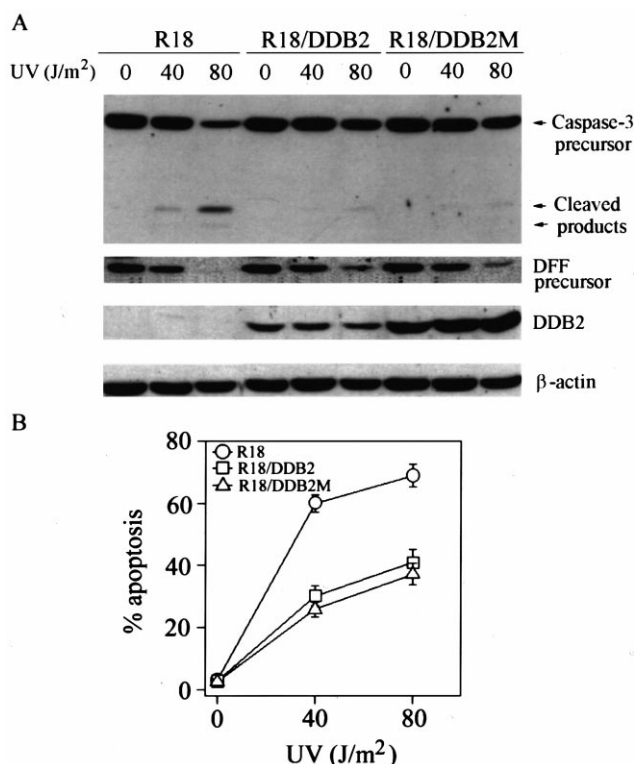 A
R18 R18/DDB2 R18/DDB2M
UV (J/m²) 0 40 80 0 40 80 0 40 80
Caspase-3
precursor
Cleaved
products
DFF
precursor
DDB2
β-actin
B
80
60
40
20
0
% apoptosis
R18
R18/DDB2
R18/DDB2M
0 40 80
UV (J/m²)